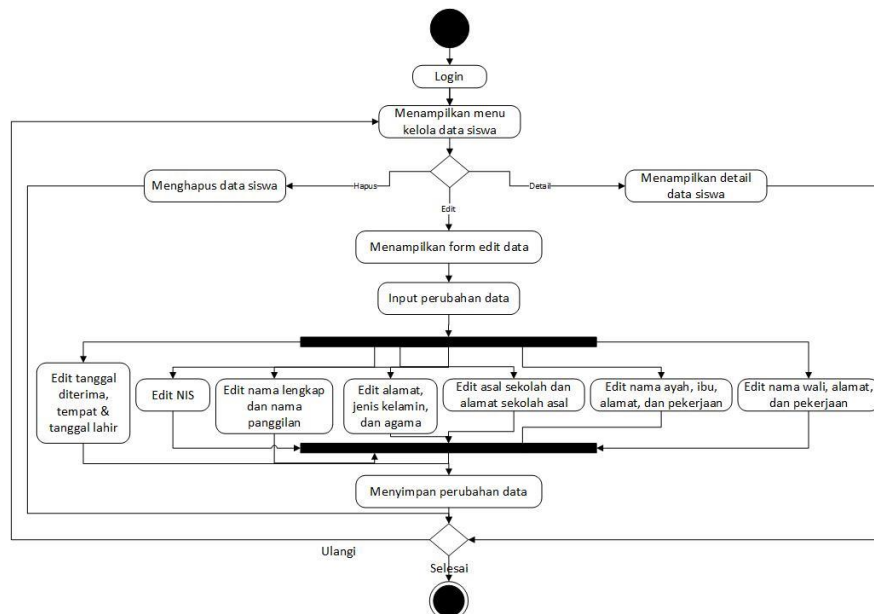 Login
Menampilkan menu
kelola data siswa
Menghapus data siswa
Hapus
Detail
Menampilkan detail
data siswa
Edit
Menampilkan form edit data
Input perubahan data
Edit tanggal
diterima,
tempat &
tanggal lahir
Edit NIS
Edit nama lengkap
dan nama
panggilan
Edit alamat,
jenis kelamin,
dan agama
Edit asal sekolah dan
alamat sekolah asal
Edit nama ayah, ibu,
alamat, dan pekerjaan
Edit nama wali, alamat,
dan pekerjaan
Menyimpan perubahan data
Ulangi
Selesai